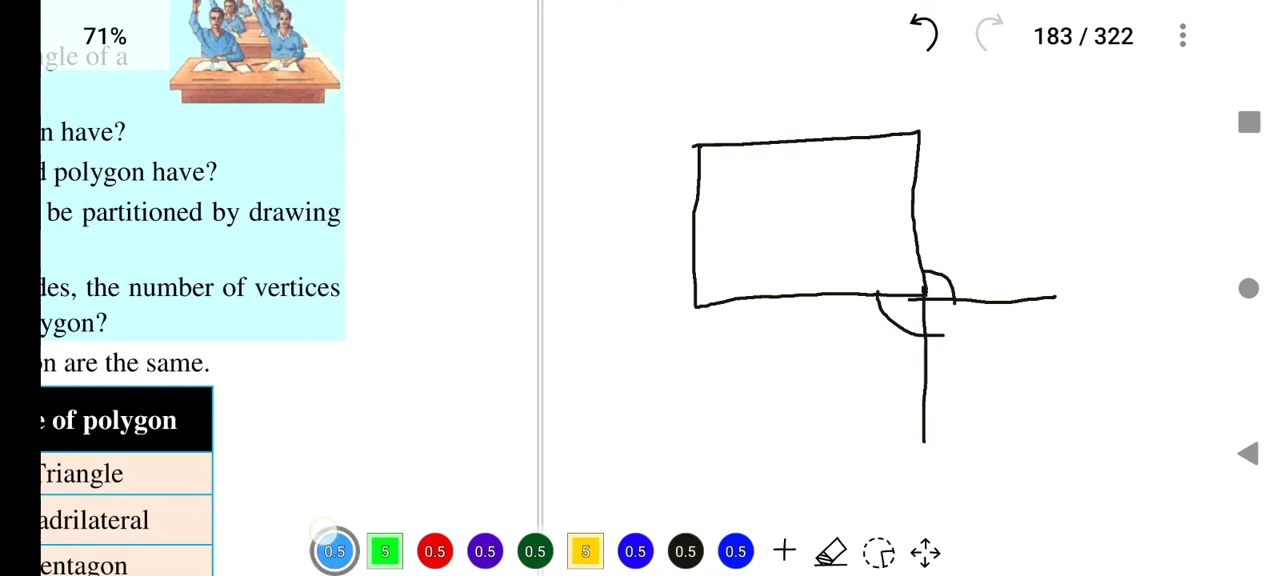 71%
183 / 322
ngle of a
n have?
d polygon have?
be partitioned by drawing
des, the number of vertices
ygon?
on are the same.
e of polygon
Triangle
adrilateral
entagon
0.5 5 0.5 0.5 0.5 5 0.5 0.5 0.5